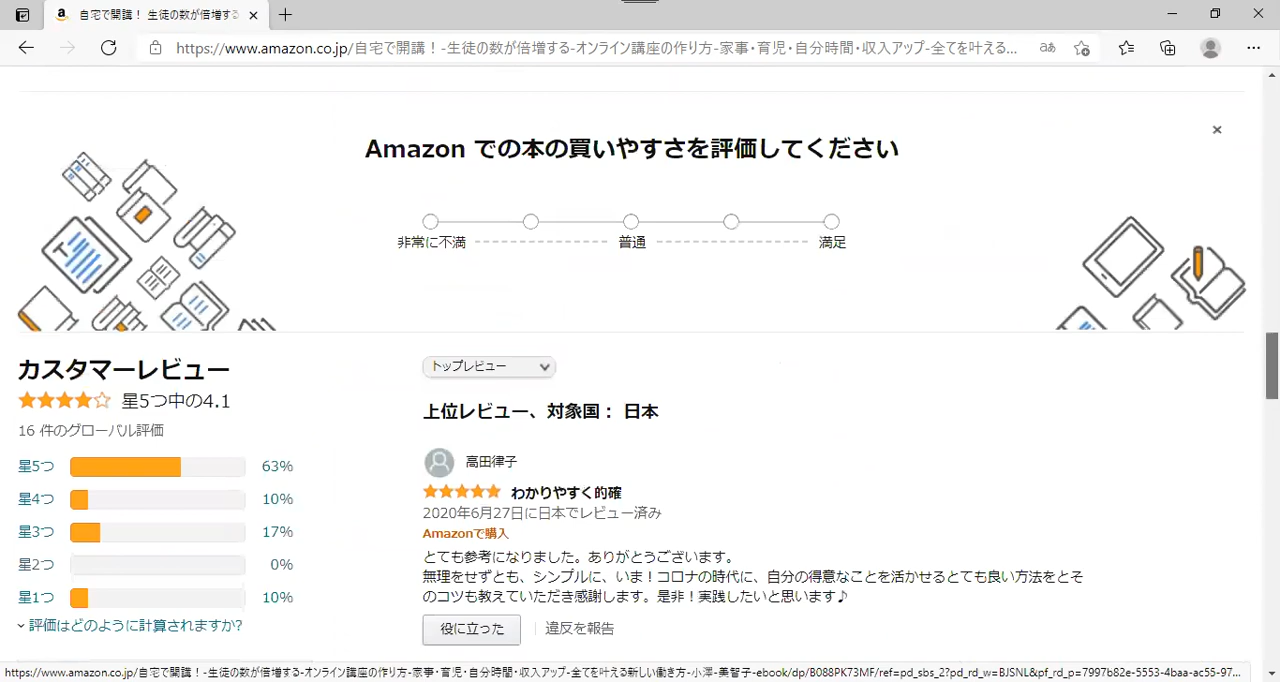 自宅で開講！ 生徒の数が倍増する
https://www.amazon.co.jp/自宅で開講！-生徒の数が倍増する-オンライン講座の作り方-家事・育児・自分時間・収入アップ-全てを叶える...
Amazon での本の買いやすさを評価してください
非常に不満 普通 満足
カスタマーレビュー
星5つ中の4.1
16 件のグローバル評価
星5つ 63%
星4つ 10%
星3つ 17%
星2つ 0%
星1つ 10%
評価はどのように計算されますか?
トップレビュー
上位レビュー、対象国： 日本
高田律子
わかりやすく的確
2020年6月27日に日本でレビュー済み
Amazonで購入
とても参考になりました。ありがとうございます。
無理をせずとも、シンプルに、いま！コロナの時代に、自分の得意なことを活かせるとても良い方法をとそ
のコツも教えていただき感謝します。是非！実践したいと思います♪
役に立った 違反を報告
https://www.amazon.co.jp/自宅で開講！-生徒の数が倍増する-オンライン講座の作り方-家事・育児・自分時間・収入アップ-全てを叶える新しい働き方-小澤-美智子-ebook/dp/B088PK73MF/ref=pd_sbs_2?pd_rd_w=BJSNL&pf_rd_p=7997b82e-5553-4baa-ac55-97...